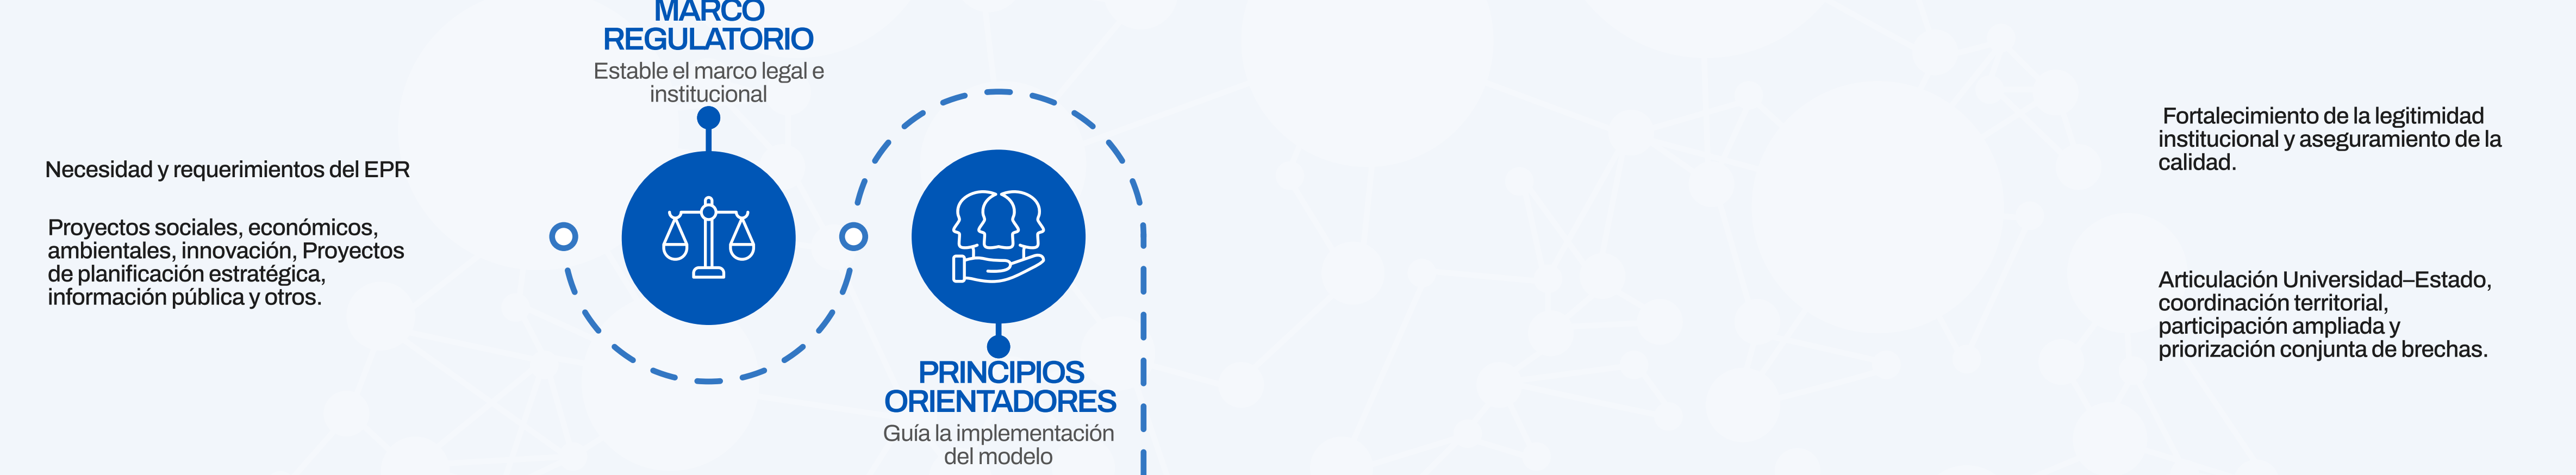 Necesidad y requerimientos del EPR
Proyectos sociales, económicos,
ambientales, innovación, Proyectos
de planificación estratégica,
información pública y otros.
MARCO
REGULATORIO
Estable el marco legal e
institucional
PRINCIPIOS
ORIENTADORES
Guía la implementación
del modelo
Fortalecimiento de la legitimidad
institucional y aseguramiento de la
calidad.
Articulación Universidad–Estado,
coordinación territorial,
participación ampliada y
priorización conjunta de brechas.